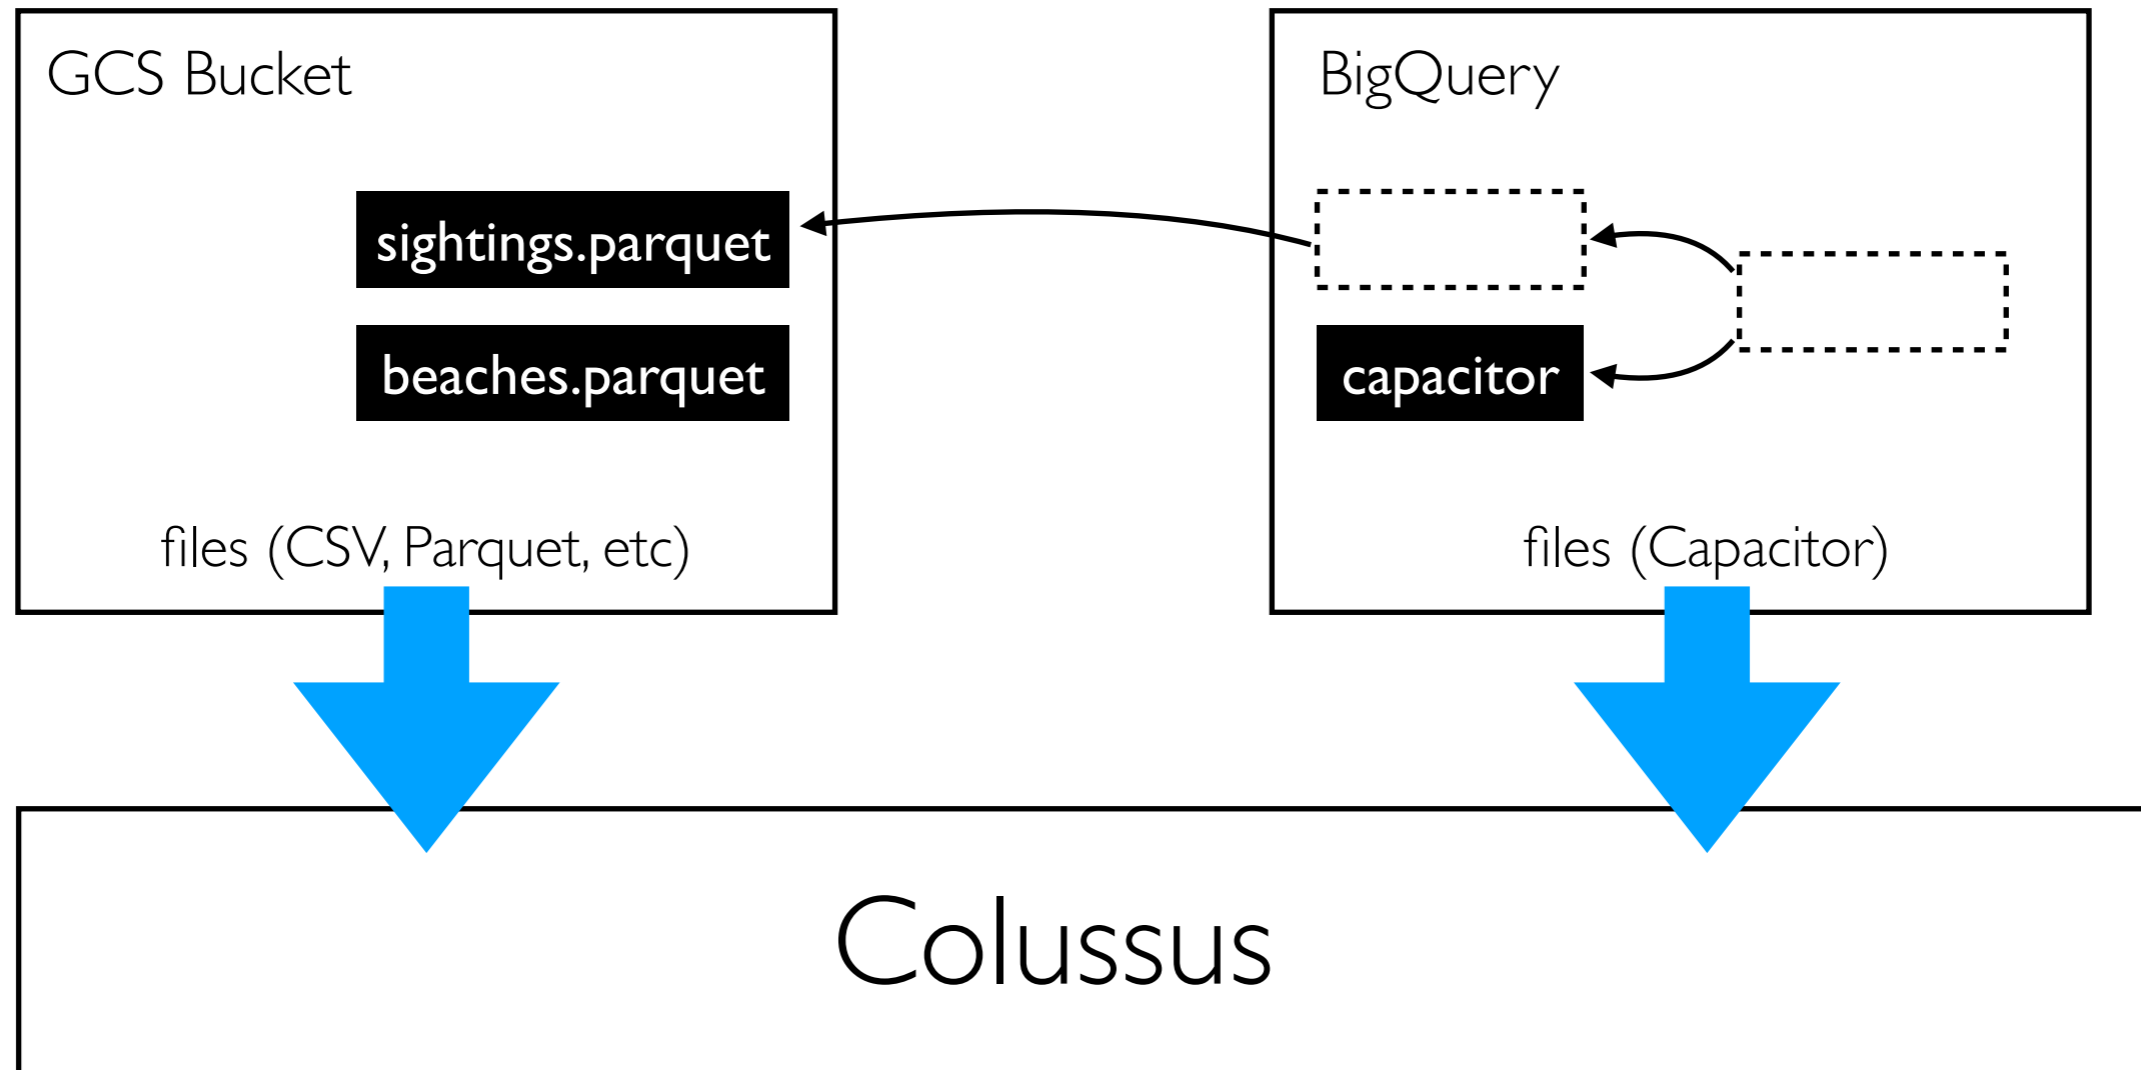 GCS Bucket
BigQuery
sightings.parquet
beaches.parquet
capacitor
files (CSV, Parquet, etc)
files (Capacitor)
Colussus